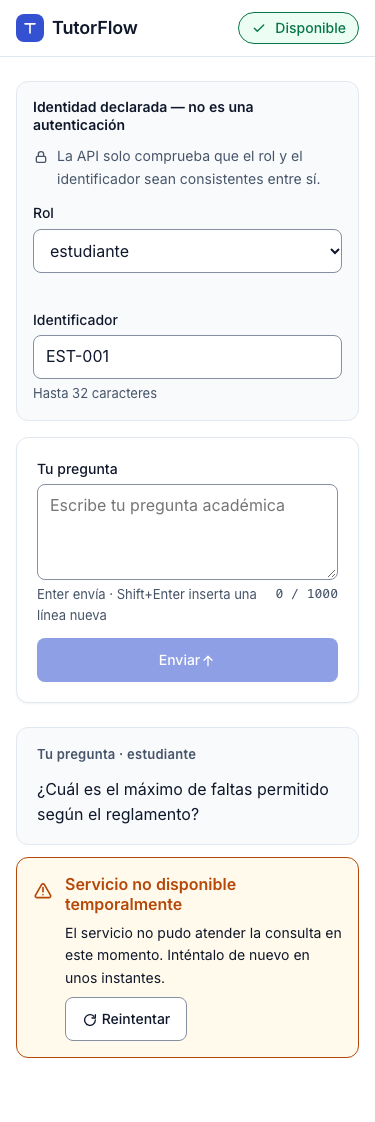 TutorFlow
Disponible
Identidad declarada — no es una
autenticación
La API solo comprueba que el rol y el
identificador sean consistentes entre sí.
Rol
estudiante
Identificador
EST-001
Hasta 32 caracteres
Tu pregunta
Escribe tu pregunta académica
Enter envía · Shift+Enter inserta una
línea nueva
0 / 1000
Enviar↑
Tu pregunta · estudiante
¿Cuál es el máximo de faltas permitido
según el reglamento?
Servicio no disponible
temporalmente
El servicio no pudo atender la consulta en
este momento. Inténtalo de nuevo en
unos instantes.
Reintentar